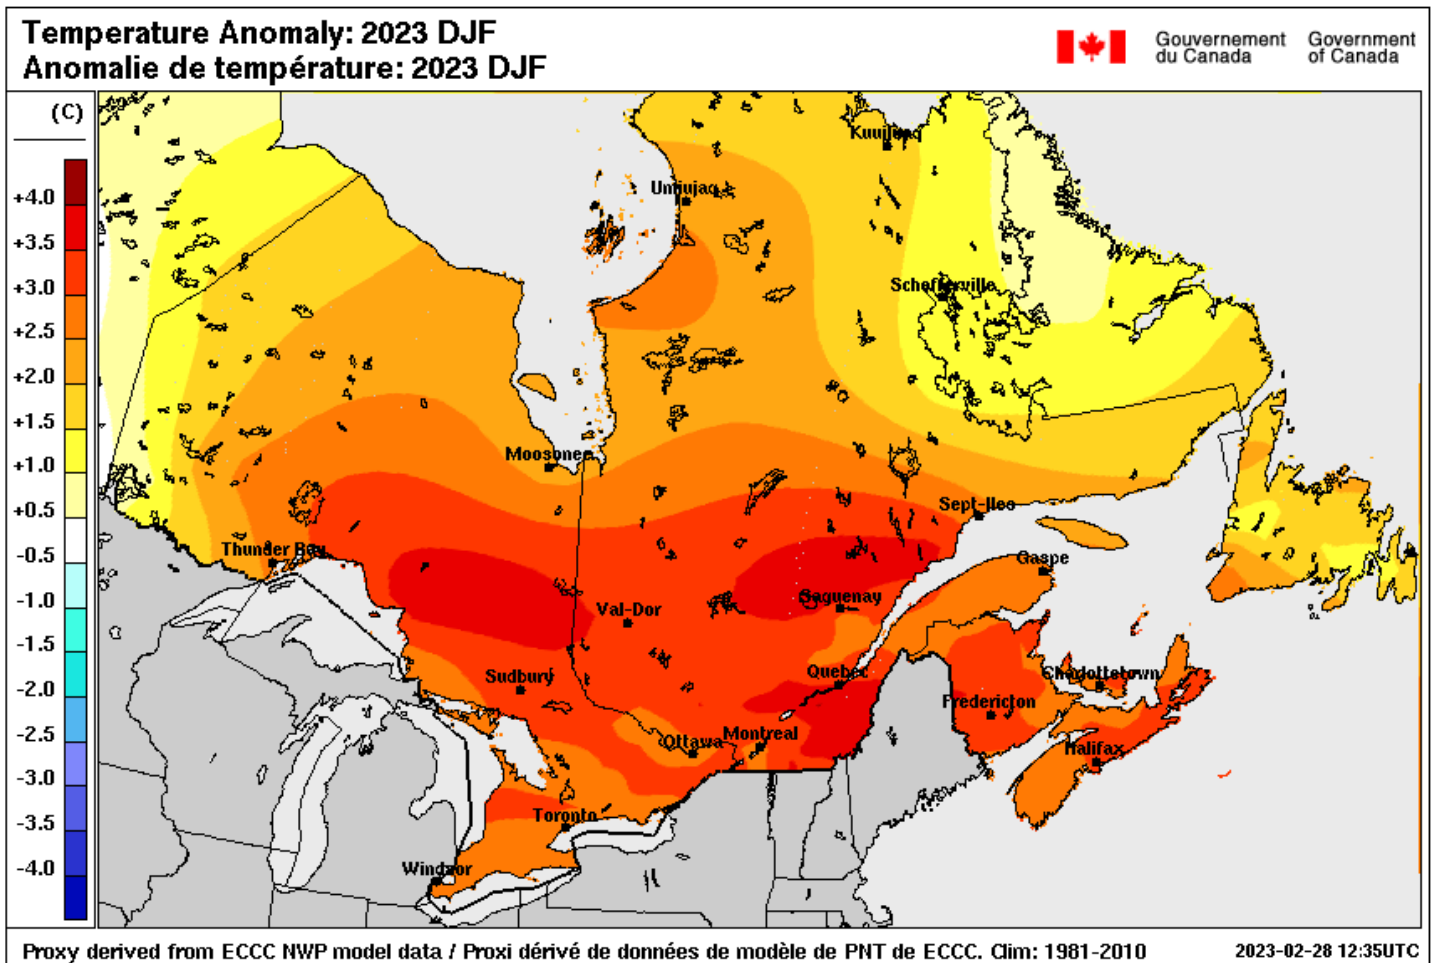 Temperature Anomaly: 2023 DJF
Anomalie de température: 2023 DJF
Gouvernement du Canada
Government of Canada
(C)
+4.0
+3.5
+3.0
+2.5
+2.0
+1.5
+1.0
+0.5
-0.5
-1.0
-1.5
-2.0
-2.5
-3.0
-3.5
-4.0
Kuujjuaq
Umiujaq
Schefferville
Moosonee
Sept-Iles
Thunder Bay
Gaspe
Saguenay
Val-Dor
Sudbury
Quebec
Charlottetown
Fredericton
Ottawa
Montreal
Halifax
Toronto
Windsor
Proxy derived from ECCC NWP model data / Proxi dérivé de données de modèle de PNT de ECCC. Clim: 1981-2010
2023-02-28 12:35UTC